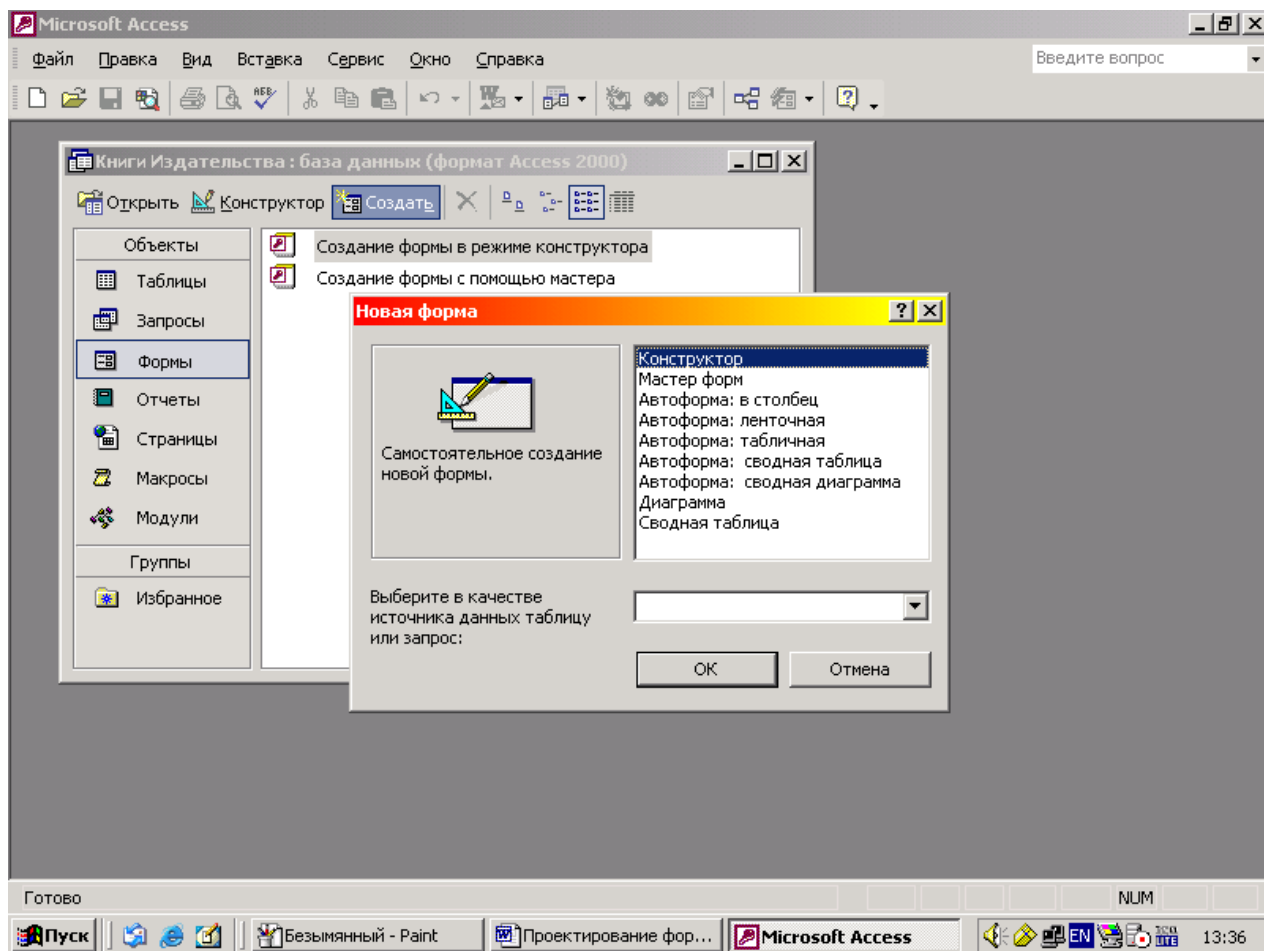 Microsoft Access
Файл Правка Вид Вставка Сервис Окно Справка
Введите вопрос
Книги Издательства : база данных (формат Access 2000)
Открыть Конструктор Создать
Объекты
Таблицы
Запросы
Формы
Отчеты
Страницы
Макросы
Модули
Группы
Избранное
Создание формы в режиме конструктора
Создание формы с помощью мастера
Новая форма
Самостоятельное создание
новой формы.
Конструктор
Мастер форм
Автоформа: в столбец
Автоформа: ленточная
Автоформа: табличная
Автоформа: сводная таблица
Автоформа: сводная диаграмма
Диаграмма
Сводная таблица
Выберите в качестве
источника данных таблицу
или запрос:
ОК Отмена
Готово NUM
Пуск Безымянный - Paint Проектирование фор... Microsoft Access EN 13:36